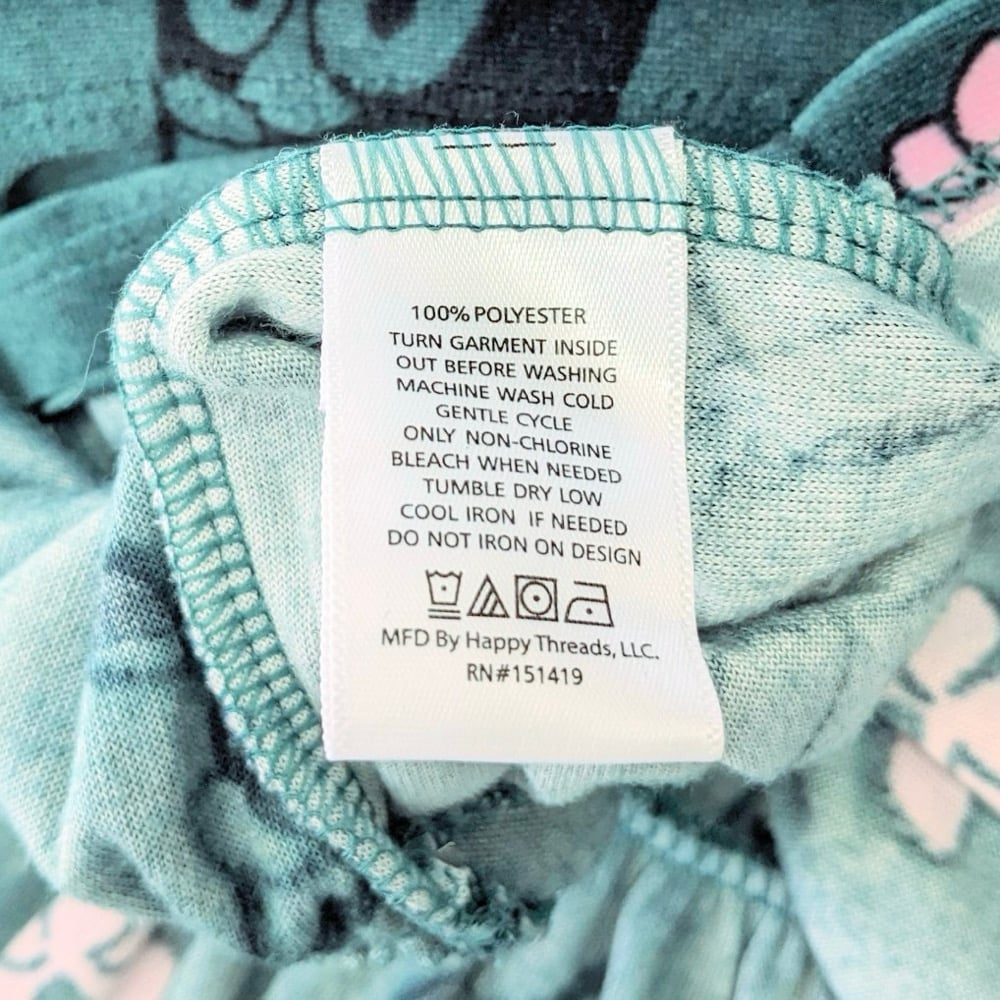 100% POLYESTER
TURN GARMENT INSIDE
OUT BEFORE WASHING
MACHINE WASH COLD
GENTLE CYCLE
ONLY NON-CHLORINE
BLEACH WHEN NEEDED
TUMBLE DRY LOW
COOL IRON IF NEEDED
DO NOT IRON ON DESIGN
MFD By Happy Threads, LLC.
RN#151419